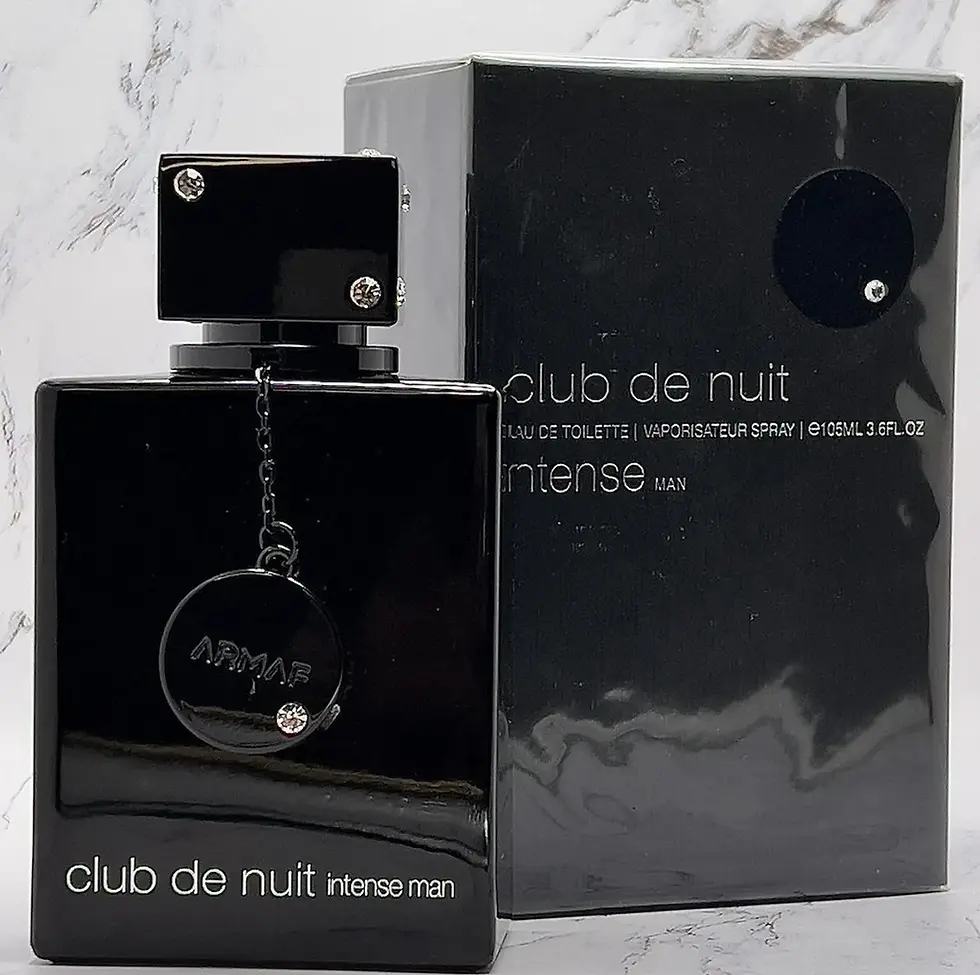 club de nuit
EAU DE TOILETTE | VAPORISATEUR SPRAY | e105ML 3.6FL.OZ
intense MAN
ARMAF
club de nuit intense man